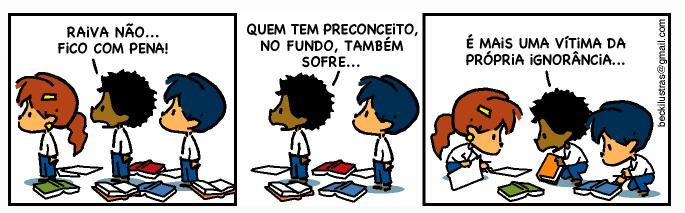 RAIVA NÃO...
FICO COM PENA!
QUEM TEM PRECONCEITO,
NO FUNDO, TAMBÉM
SOFRE...
É MAIS UMA VÍTIMA DA
PRÓPRIA IGNORÂNCIA...
beckilustras@gmail.com